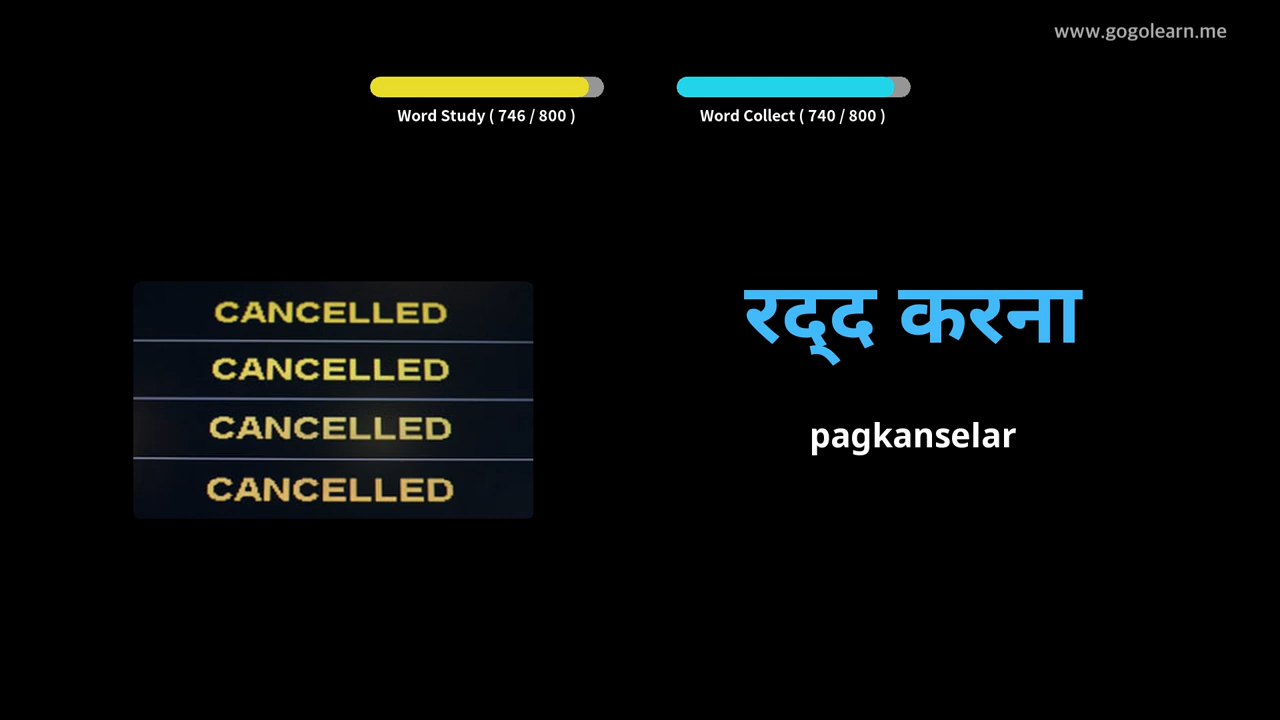 www.gogolearn.me
Word Study ( 746 / 800 )
Word Collect ( 740 / 800 )
CANCELLED
CANCELLED
CANCELLED
CANCELLED
रद्द करना
pagkanselar